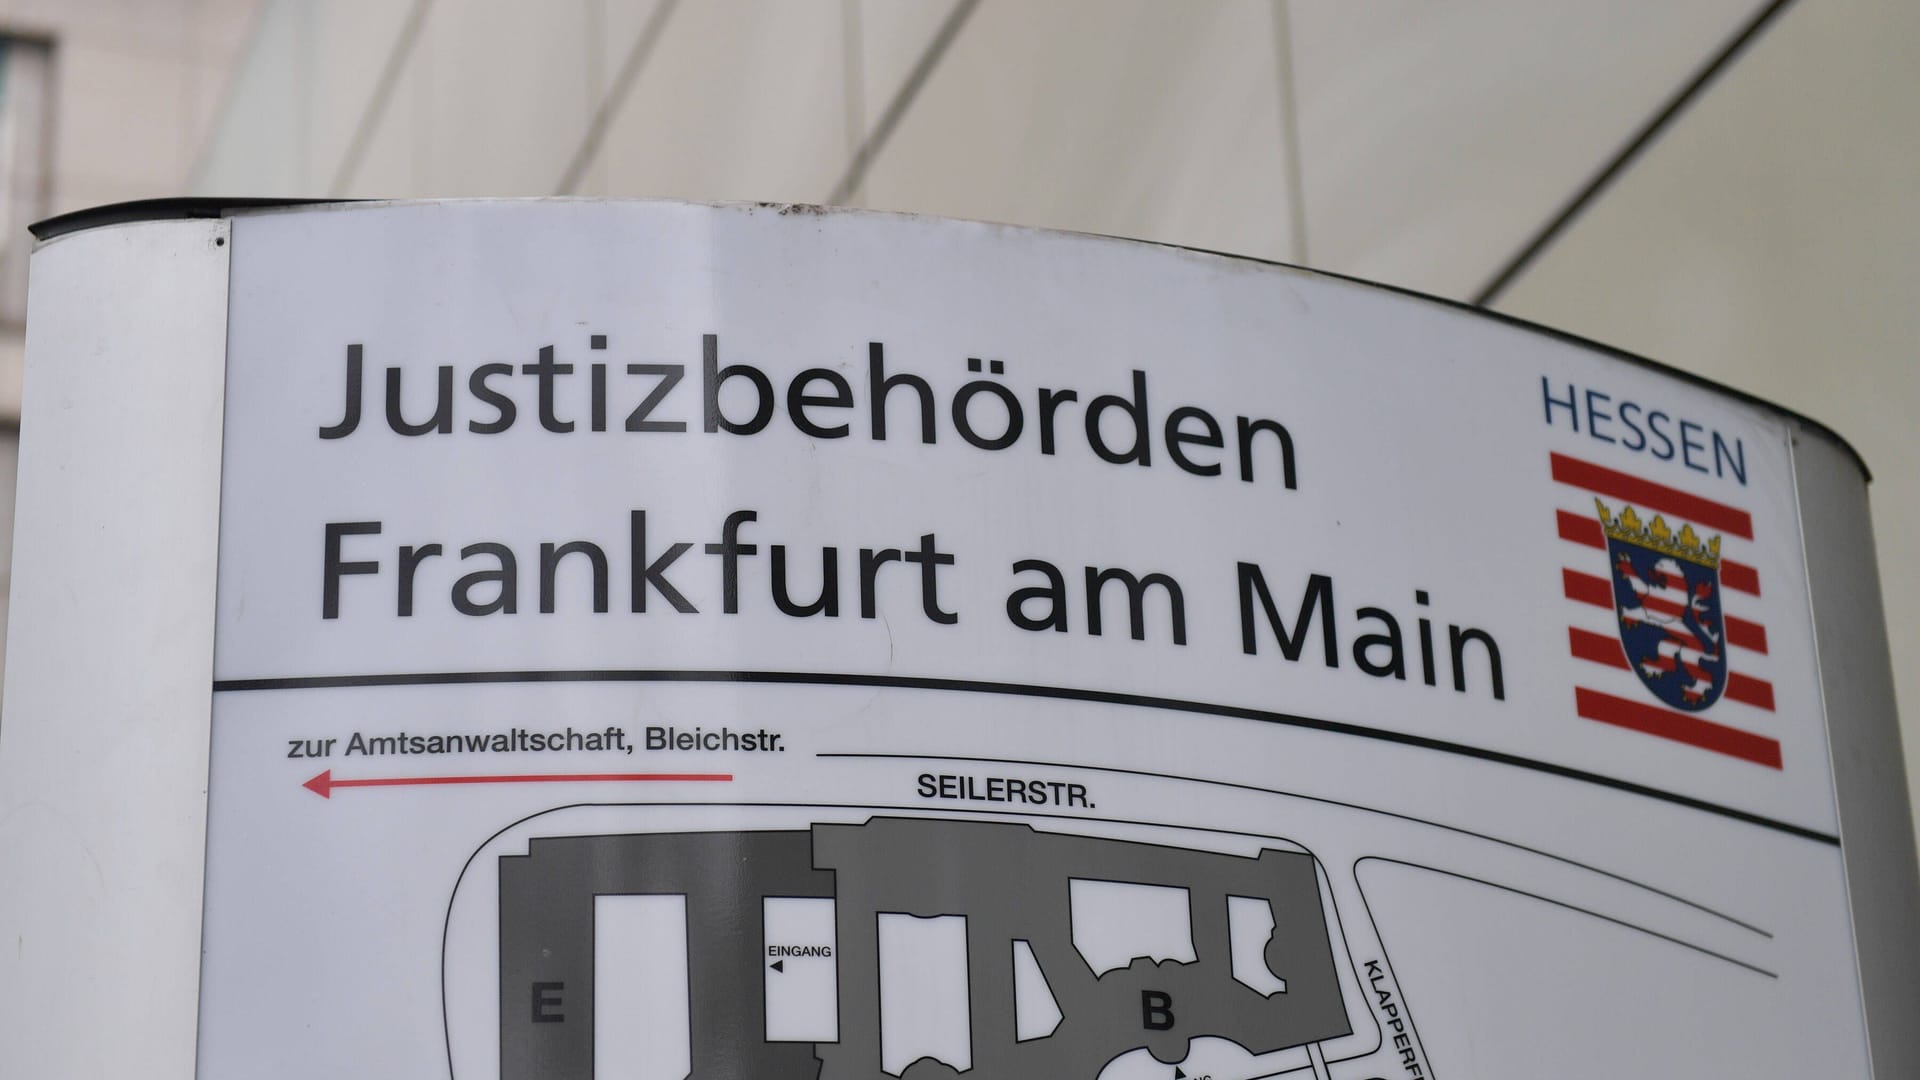 Justizbehörden
Frankfurt am Main
HESSEN
zur Amtsanwaltschaft, Bleichstr.
SEILERSTR.
EINGANG
E
B